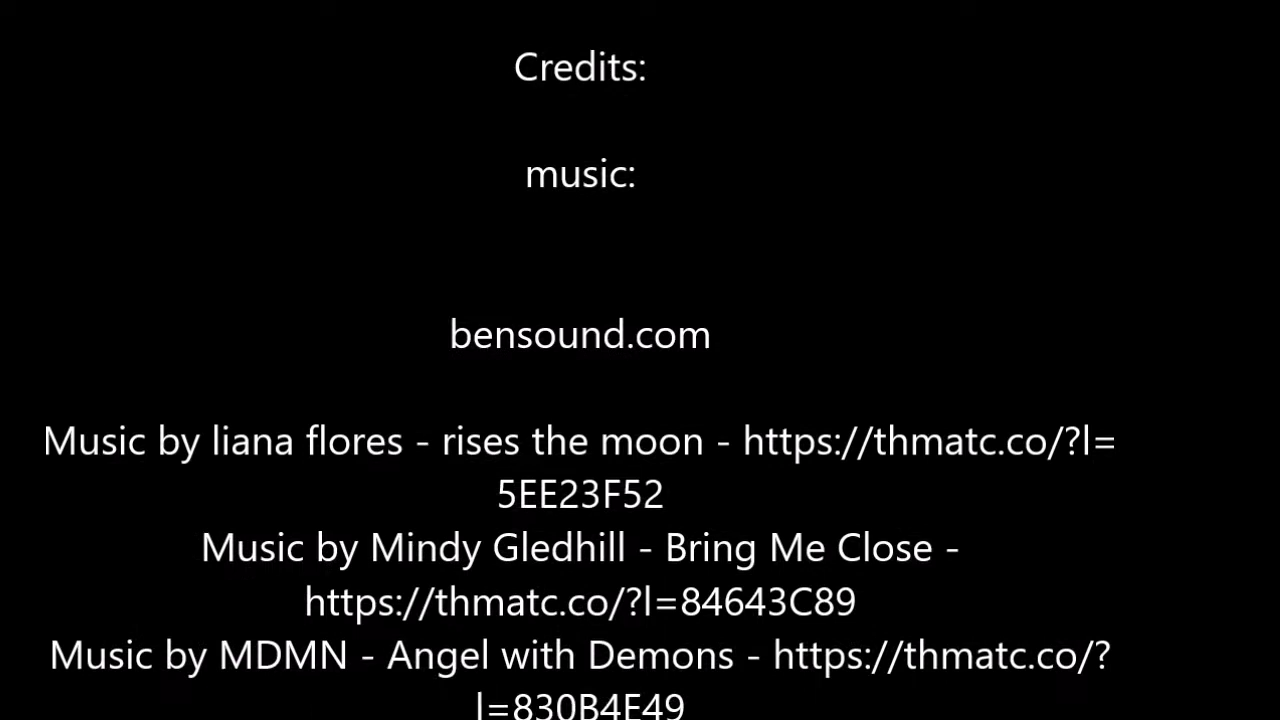 Credits:
music:
bensound.com
Music by liana flores - rises the moon - https://thmatc.co/?l=
5EE23F52
Music by Mindy Gledhill - Bring Me Close -
https://thmatc.co/?l=84643C89
Music by MDMN - Angel with Demons - https://thmatc.co/?
l=830B4E49